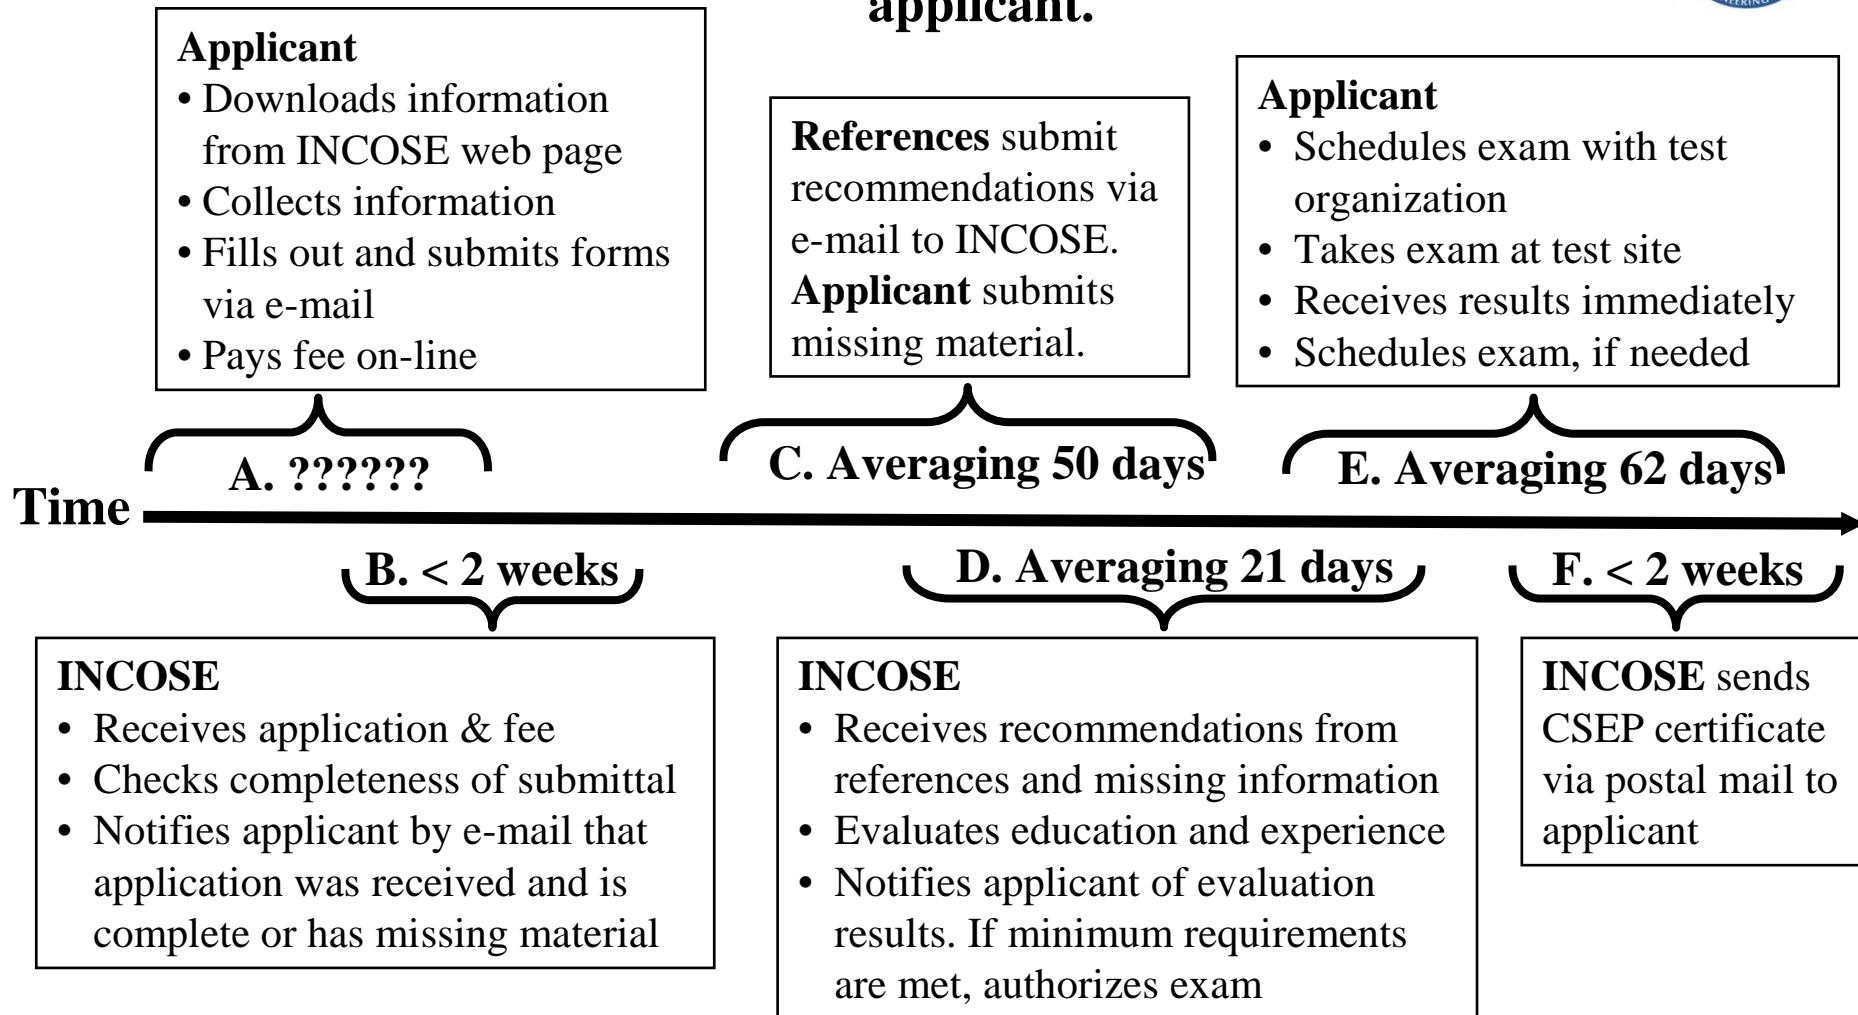 applicant.
Applicant
• Downloads information
from INCOSE web page
• Collects information
• Fills out and submits forms
via e-mail
• Pays fee on-line
References submit
recommendations via
e-mail to INCOSE.
Applicant submits
missing material.
Applicant
• Schedules exam with test
organization
• Takes exam at test site
• Receives results immediately
• Schedules exam, if needed
A. ??????
C. Averaging 50 days
E. Averaging 62 days
Time
B. < 2 weeks
D. Averaging 21 days
F. < 2 weeks
INCOSE
• Receives application & fee
• Checks completeness of submittal
• Notifies applicant by e-mail that
application was received and is
complete or has missing material
INCOSE
• Receives recommendations from
references and missing information
• Evaluates education and experience
• Notifies applicant of evaluation
results. If minimum requirements
are met, authorizes exam
INCOSE sends
CSEP certificate
via postal mail to
applicant